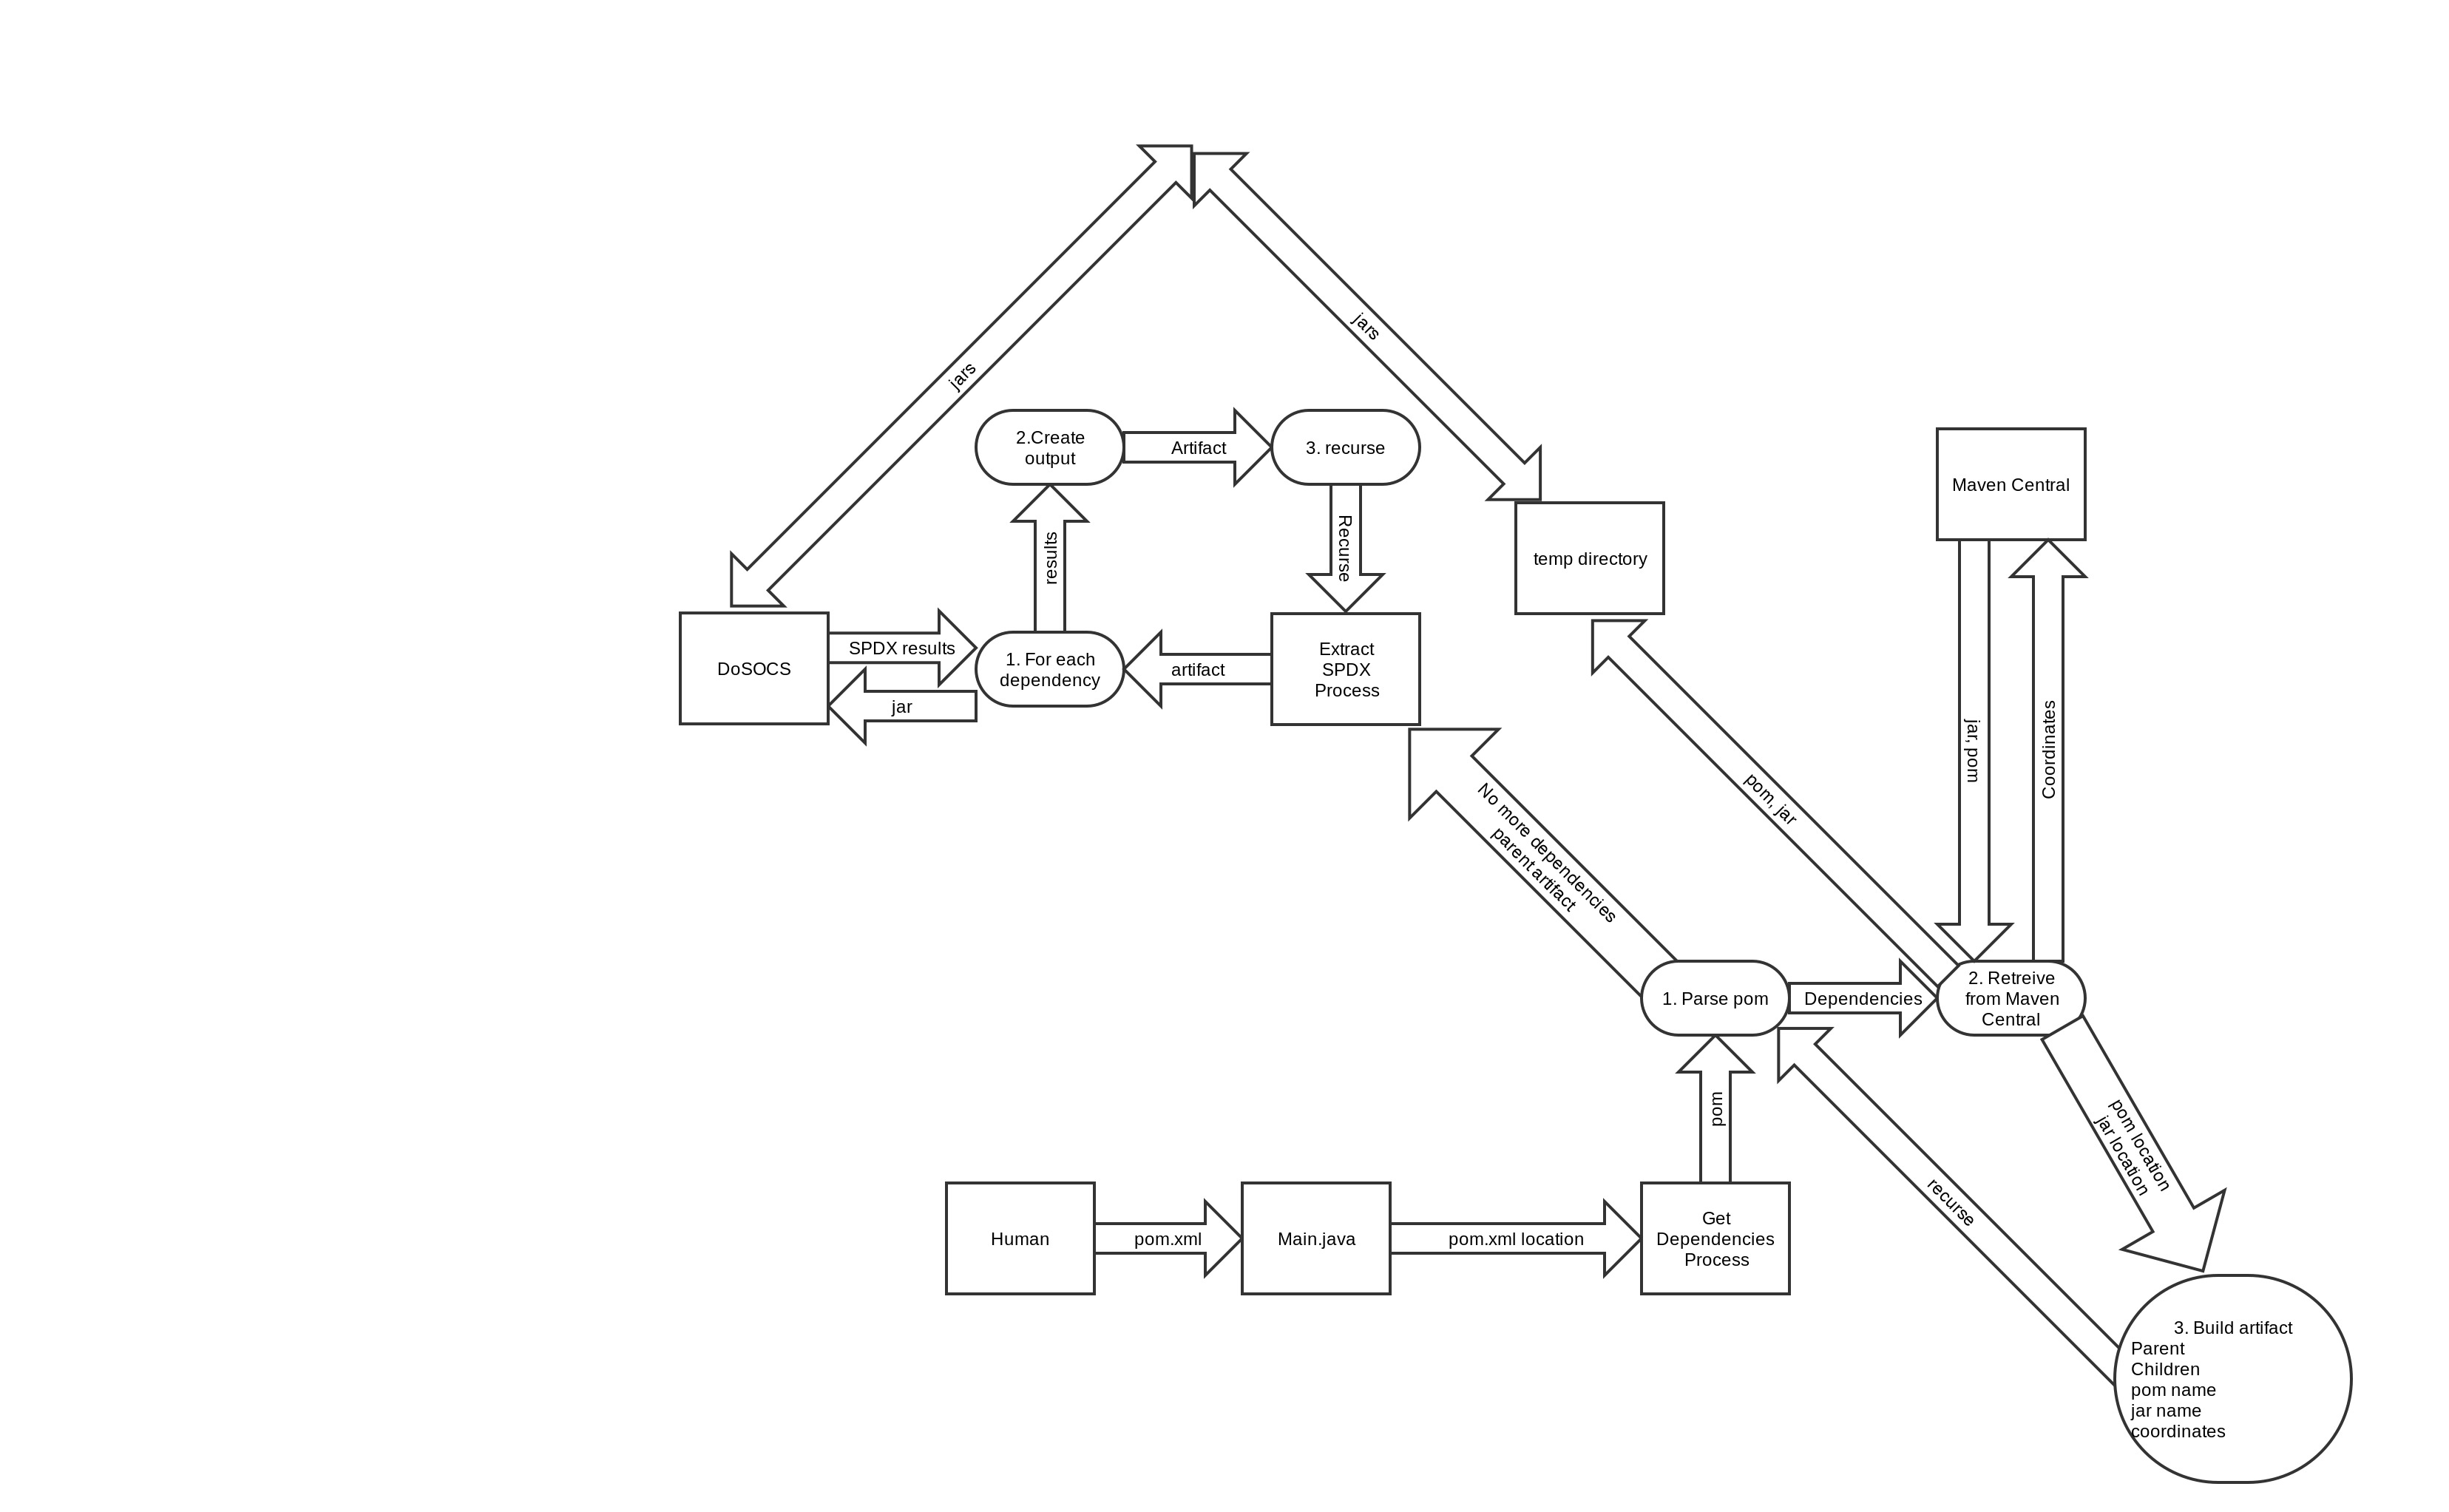 jars
jars
2.Create
output
Artifact
3. recurse
Maven Central
results
Recurse
temp directory
DoSOCS
SPDX results
jar
1. For each
dependency
artifact
Extract
SPDX
Process
jar, pom
Coordinates
pom, jar
No more dependencies
parent artifact
1. Parse pom
Dependencies
2. Retreive
from Maven
Central
pom
pom location
jar location
recurse
Human
pom.xml
Main.java
pom.xml location
Get
Dependencies
Process
3. Build artifact
Parent
Children
pom name
jar name
coordinates